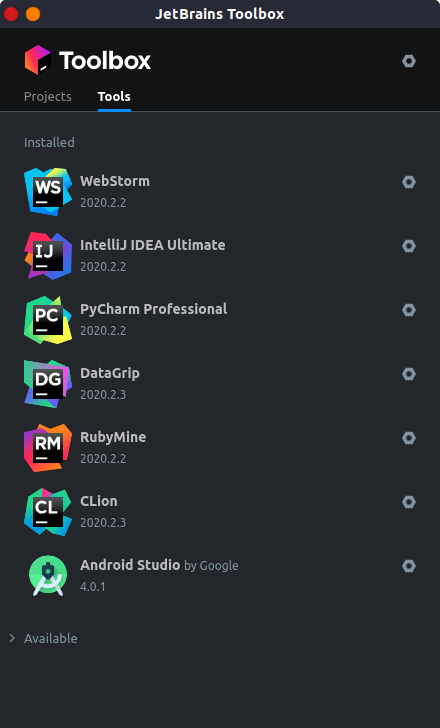 JetBrains Toolbox
Toolbox
Projects Tools
Installed
WS WebStorm
2020.2.2
IJ IntelliJ IDEA Ultimate
2020.2.2
PC PyCharm Professional
2020.2.2
DG DataGrip
2020.2.3
RM RubyMine
2020.2.2
CL CLion
2020.2.3
Android Studio by Google
4.0.1
Available